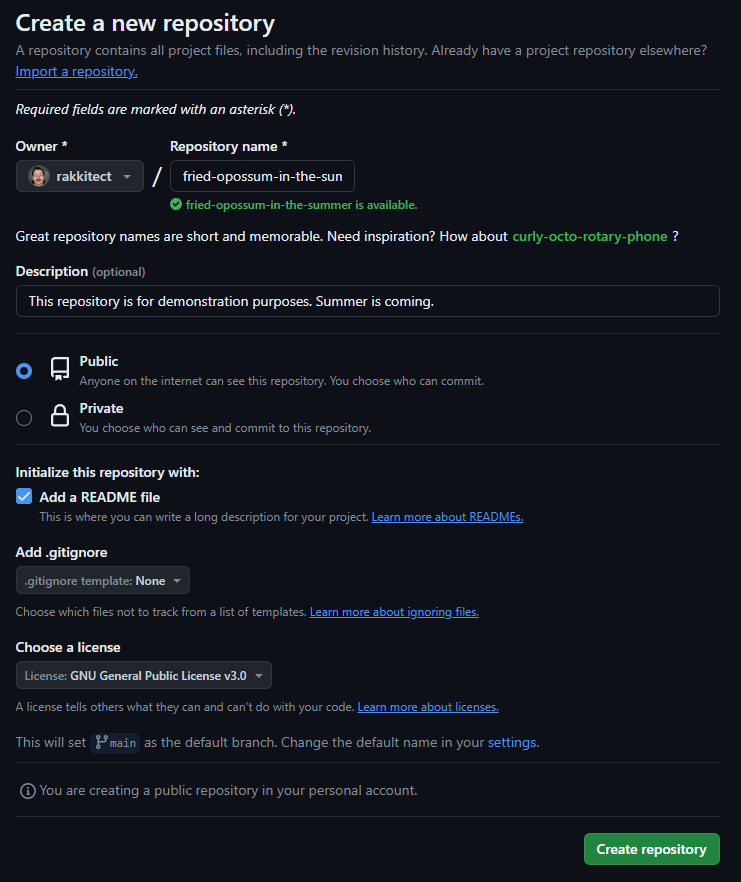 Create a new repository
A repository contains all project files, including the revision history. Already have a project repository elsewhere?
Import a repository.
Required fields are marked with an asterisk (*).
Owner * Repository name *
rakkitect / fried-opossum-in-the-sun
fried-opossum-in-the-summer is available.
Great repository names are short and memorable. Need inspiration? How about curly-octo-rotary-phone ?
Description (optional)
This repository is for demonstration purposes. Summer is coming.
Public
Anyone on the internet can see this repository. You choose who can commit.
Private
You choose who can see and commit to this repository.
Initialize this repository with:
Add a README file
This is where you can write a long description for your project. Learn more about READMEs.
Add .gitignore
.gitignore template: None
Choose which files not to track from a list of templates. Learn more about ignoring files.
Choose a license
License: GNU General Public License v3.0
A license tells others what they can and can't do with your code. Learn more about licenses.
This will set main as the default branch. Change the default name in your settings.
You are creating a public repository in your personal account.
Create repository